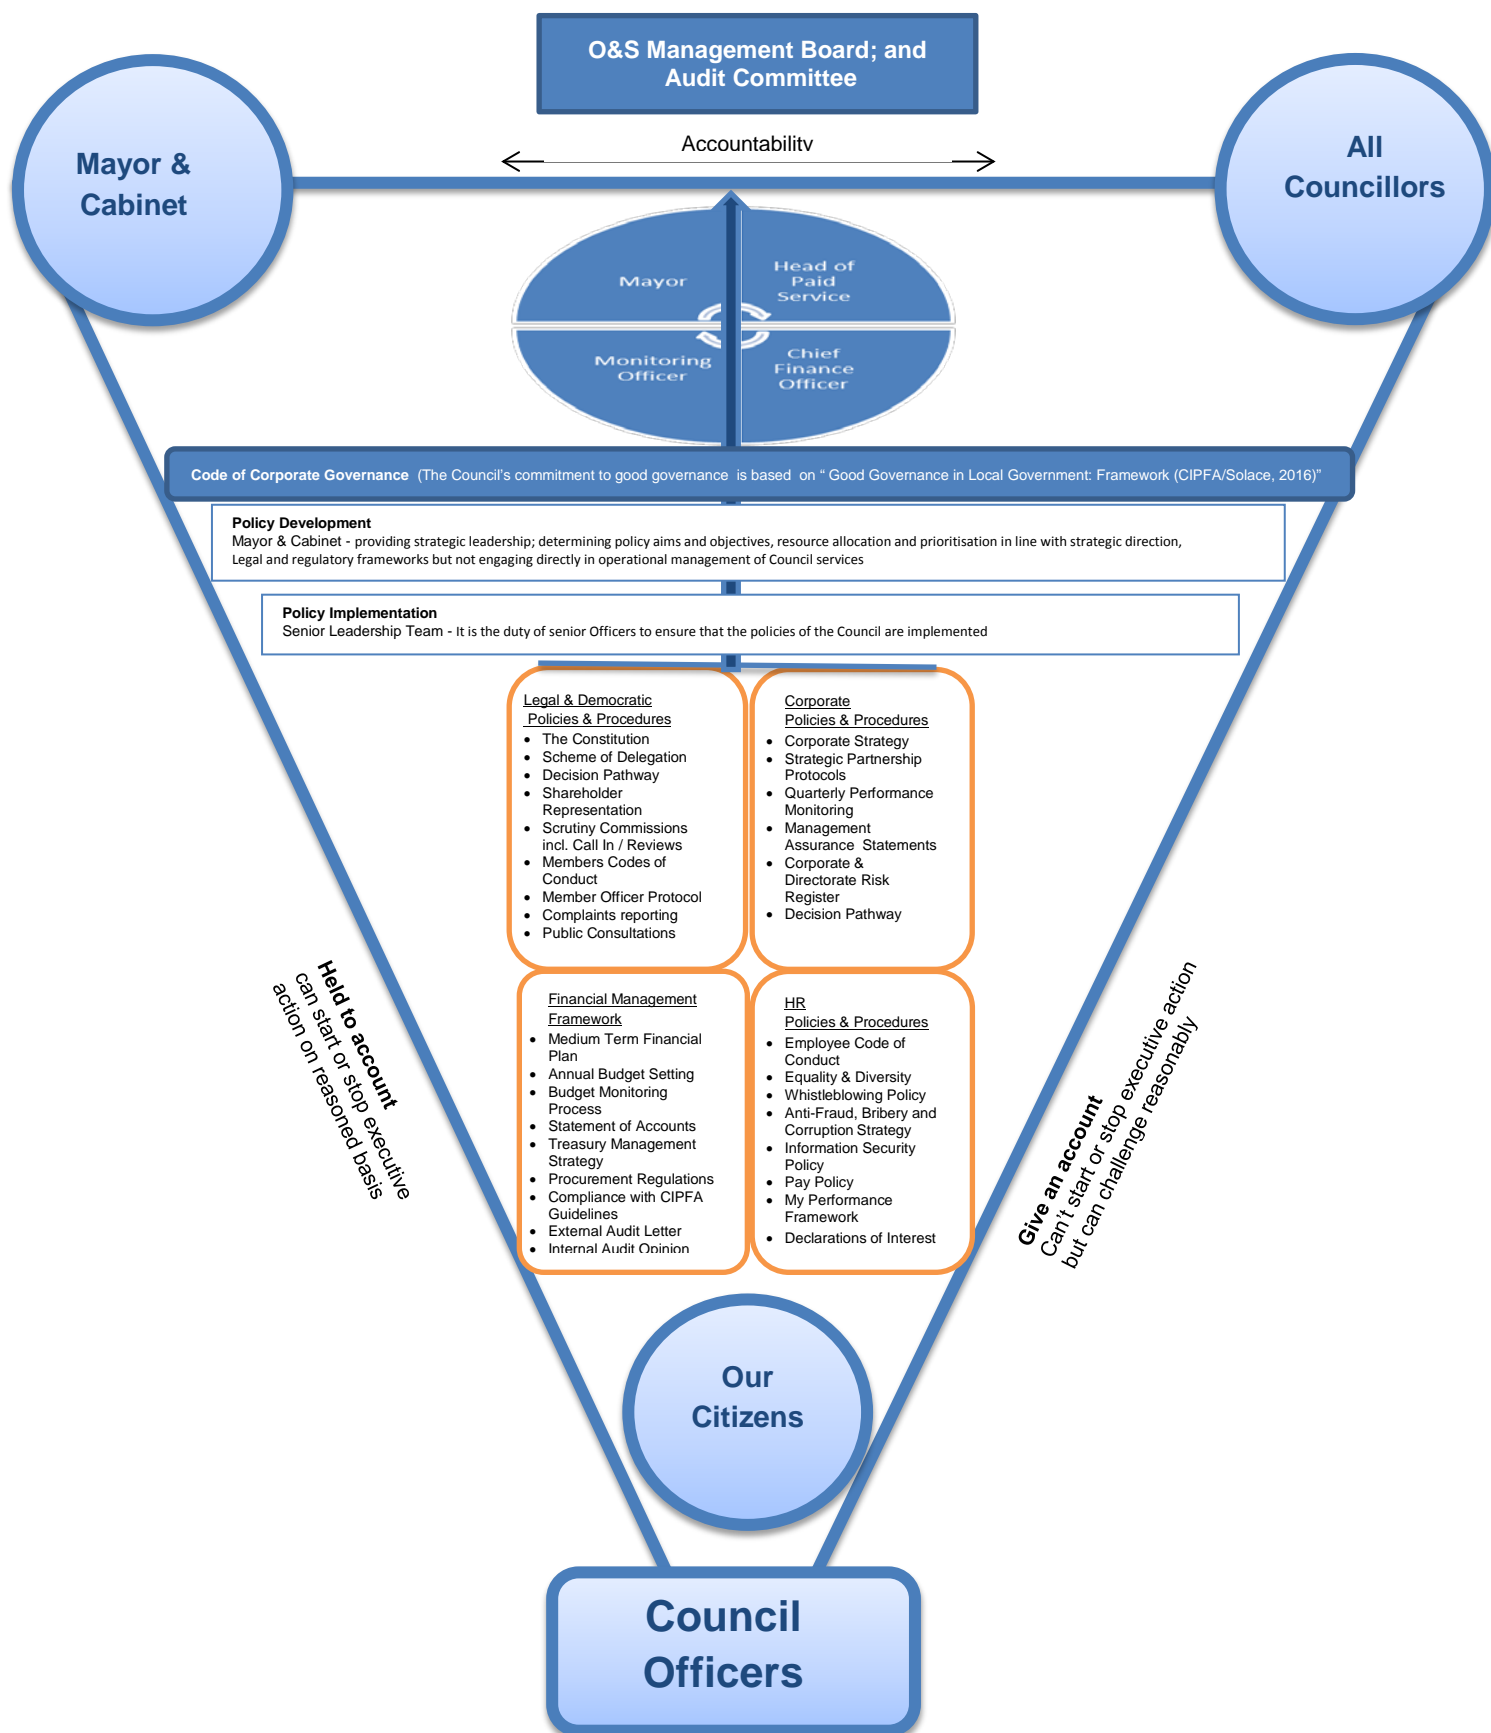 O&S Management Board; and
Audit Committee
Mayor &
Cabinet
Accountability
All
Councillors
Mayor
Head of
Paid
Service
Monitoring
Officer
Chief
Finance
Officer
Code of Corporate Governance (The Council's commitment to good governance is based on “ Good Governance in Local Government: Framework (CIPFA/Solace, 2016)”
Policy Development
Mayor & Cabinet - providing strategic leadership; determining policy aims and objectives, resource allocation and prioritisation in line with strategic direction,
Legal and regulatory frameworks but not engaging directly in operational management of Council services
Policy Implementation
Senior Leadership Team - It is the duty of senior Officers to ensure that the policies of the Council are implemented
Legal & Democratic
Policies & Procedures
• The Constitution
• Scheme of Delegation
• Decision Pathway
• Shareholder
Representation
• Scrutiny Commissions
incl. Call In / Reviews
• Members Codes of
Conduct
• Member Officer Protocol
• Complaints reporting
• Public Consultations
Corporate
Policies & Procedures
• Corporate Strategy
• Strategic Partnership
Protocols
• Quarterly Performance
Monitoring
• Management
Assurance Statements
• Corporate &
Directorate Risk
Register
• Decision Pathway
Held to account
can start or stop executive
action on reasoned basis
Financial Management
Framework
• Medium Term Financial
Plan
• Annual Budget Setting
• Budget Monitoring
Process
• Statement of Accounts
• Treasury Management
Strategy
• Procurement Regulations
• Compliance with CIPFA
Guidelines
• External Audit Letter
• Internal Audit Opinion
HR
Policies & Procedures
• Employee Code of
Conduct
• Equality & Diversity
• Whistleblowing Policy
• Anti-Fraud, Bribery and
Corruption Strategy
• Information Security
Policy
• Pay Policy
• My Performance
Framework
• Declarations of Interest
Give an account
Can't start or stop executive action
but can challenge reasonably
Our
Citizens
Council
Officers